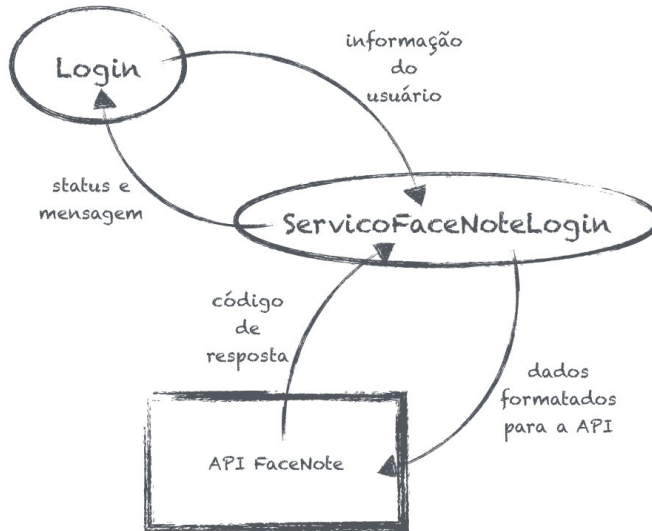 Login
informação
do
usuário
status e
mensagem
ServicoFaceNoteLogin
código
de
resposta
dados
formatados
para a API
API FaceNote